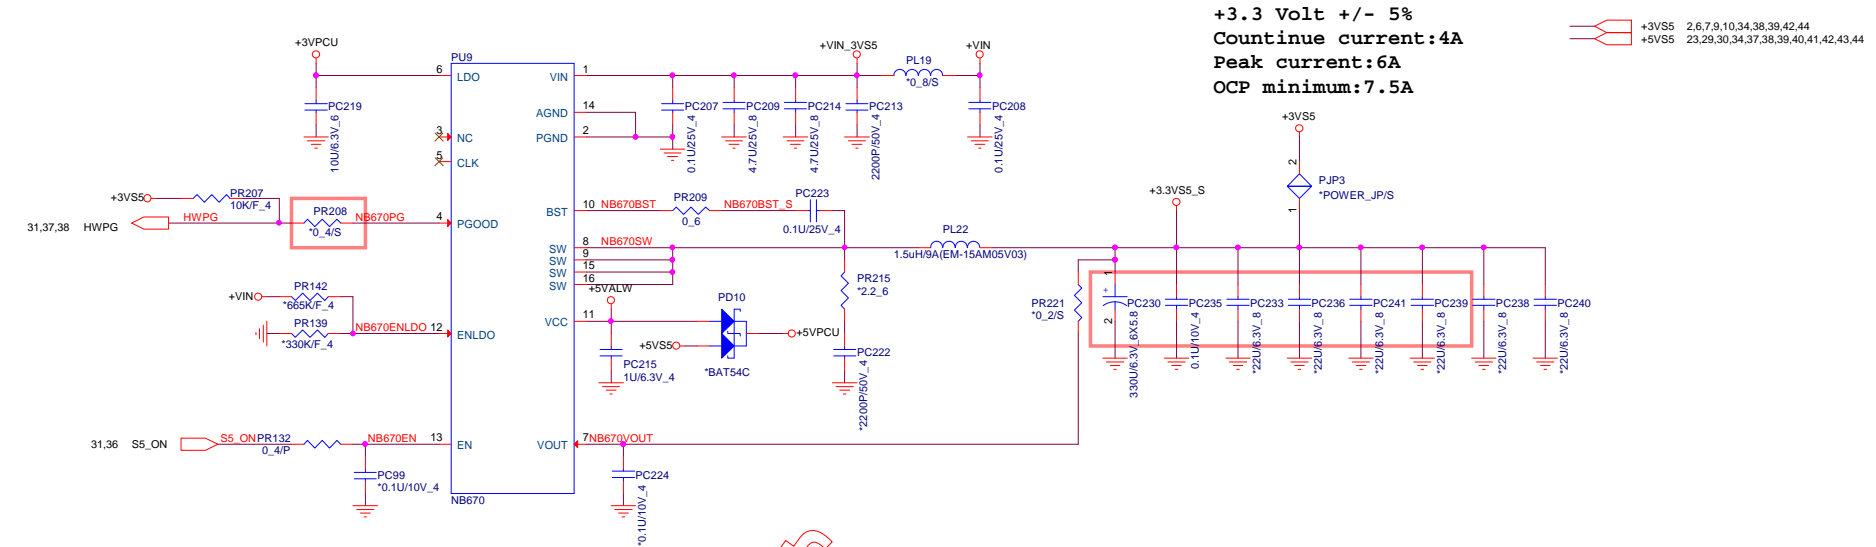 +3.3 Volt +/- 5%
Countinue current:4A
Peak current:6A
OCP minimum:7.5A
+3VS5 2,6,7,9,10,34,38,39,42,44
+5VS5 23,29,30,34,37,38,39,40,41,42,43,44
+3VPCU
PU9
6
LDO
PC219
10U/6.3V_6
3
NC
5
CLK
+3VS5
PR207
10K/F_4
31,37,38 HWPG
HWPG
PR208
*0_4/S
NB670PG
4
PGOOD
+VIN
PR142
*665K/F_4
PR139
*330K/F_4
NB670ENLDO
12
ENLDO
31,36 S5_ON
S5_ON
PR132
0_4/P
NB670EN
13
EN
PC99
*0.1U/10V_4
NB670
VIN
1
AGND
14
PGND
2
+VIN_3VS5
PL19
*0_8/S
+VIN
PC207
0.1U/25V_4
PC209
4.7U/25V_8
PC214
4.7U/25V_8
PC213
2200P/50V_4
PC208
0.1U/25V_4
BST
10
NB670BST
PR209
0_6
NB670BST_S
PC223
0.1U/25V_4
SW
8
NB670SW
SW
9
SW
15
SW
16
PL22
1.5uH/9A(EM-15AM05V03)
+5VALW
VCC
11
PC215
1U/6.3V_4
PD10
+5VS5
+5VPCU
*BAT54C
PR215
*2.2_6
PC222
*2200P/50V_4
VOUT
7
NB670VOUT
PC224
*0.1U/10V_4
PR221
*0_2/S
+3VS5
2
PJP3
*POWER_JP/S
1
+3.3VS5_S
1
+
2
PC230
330U/6.3V_6X5.8
PC235
0.1U/10V_4
PC233
*22U/6.3V_8
PC236
*22U/6.3V_8
PC241
*22U/6.3V_8
PC239
*22U/6.3V_8
PC238
*22U/6.3V_8
PC240
*22U/6.3V_8